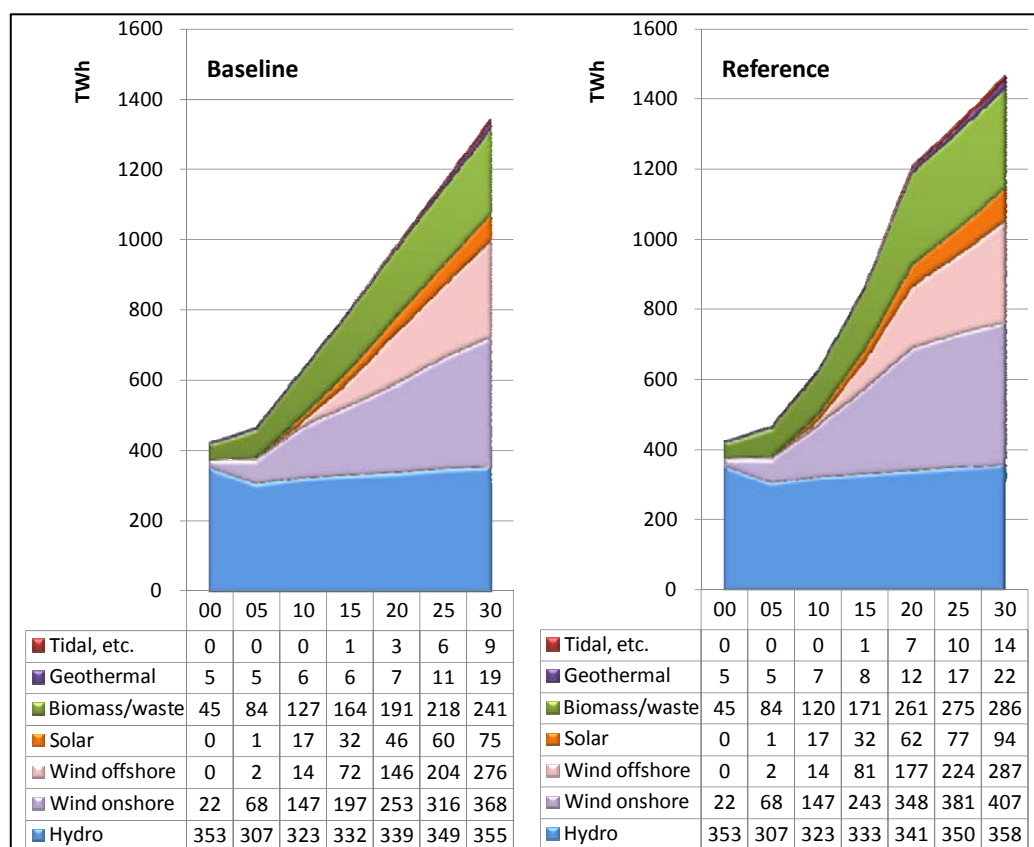 Baseline
TWh
1600
1400
1200
1000
800
600
400
200
0
00 05 10 15 20 25 30
Tidal, etc. 0 0 0 1 3 6 9
Geothermal 5 5 6 6 7 11 19
Biomass/waste 45 84 127 164 191 218 241
Solar 0 1 17 32 46 60 75
Wind offshore 0 2 14 72 146 204 276
Wind onshore 22 68 147 197 253 316 368
Hydro 353 307 323 332 339 349 355
Reference
TWh
1600
1400
1200
1000
800
600
400
200
0
00 05 10 15 20 25 30
Tidal, etc. 0 0 0 1 7 10 14
Geothermal 5 5 7 8 12 17 22
Biomass/waste 45 84 120 171 261 275 286
Solar 0 1 17 32 62 77 94
Wind offshore 0 2 14 81 177 224 287
Wind onshore 22 68 147 243 348 381 407
Hydro 353 307 323 333 341 350 358